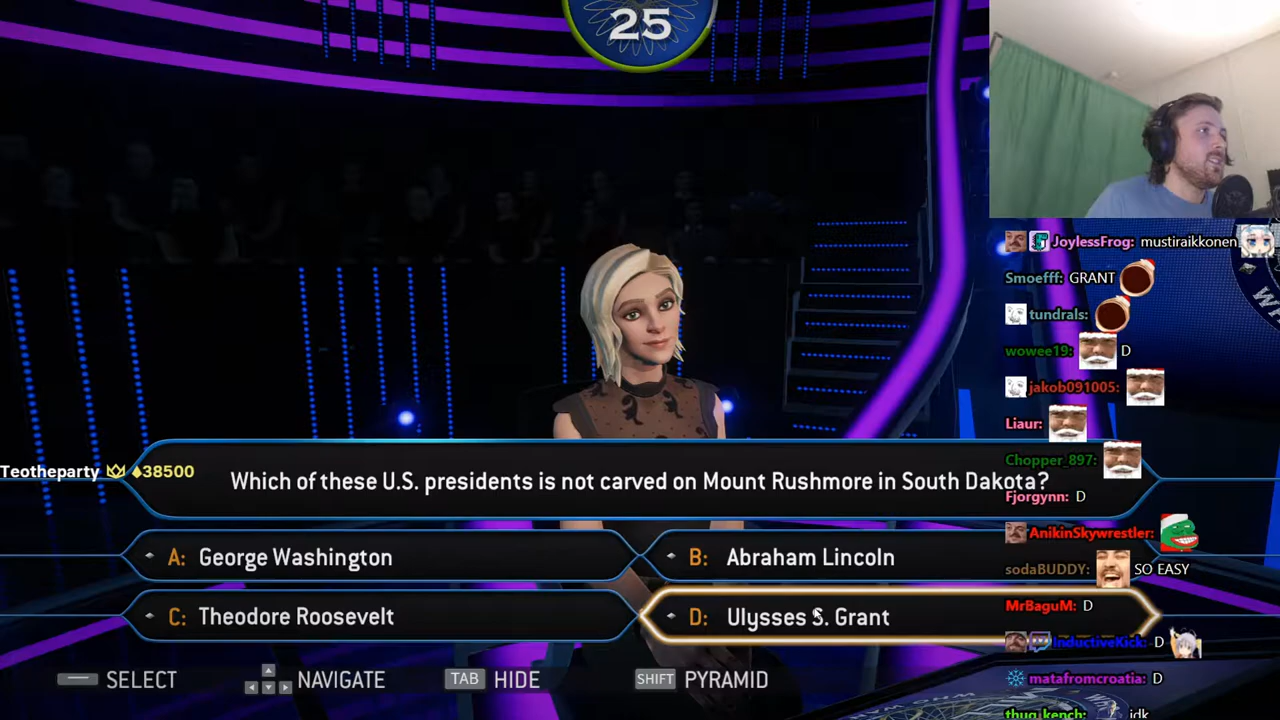 25
JoylessFrog: mustiraikkonen
Smoefff: GRANT
tundrals:
wowee19: D
jakob091005:
Liaur:
Chopper_897:
Teotheparty 38500
Which of these U.S. presidents is not carved on Mount Rushmore in South Dakota?
Fjorgynn: D
AnikinSkywrestler:
A: George Washington
B: Abraham Lincoln
sodaBUDDY: SO EASY
C: Theodore Roosevelt
D: Ulysses S. Grant
MrBaguM: D
InductiveKick: D
SELECT
NAVIGATE
TAB HIDE
SHIFT PYRAMID
matafromcroatia: D
thug_kench: idk